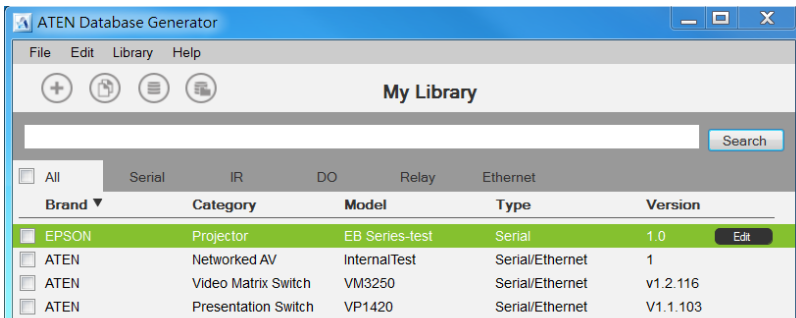 ATEN Database Generator
File Edit Library Help
My Library
Search
All Serial IR DO Relay Ethernet
Brand ▼ Category Model Type Version
EPSON Projector EB Series-test Serial 1.0 Edit
ATEN Networked AV InternalTest Serial/Ethernet 1
ATEN Video Matrix Switch VM3250 Serial/Ethernet v1.2.116
ATEN Presentation Switch VP1420 Serial/Ethernet V1.1.103